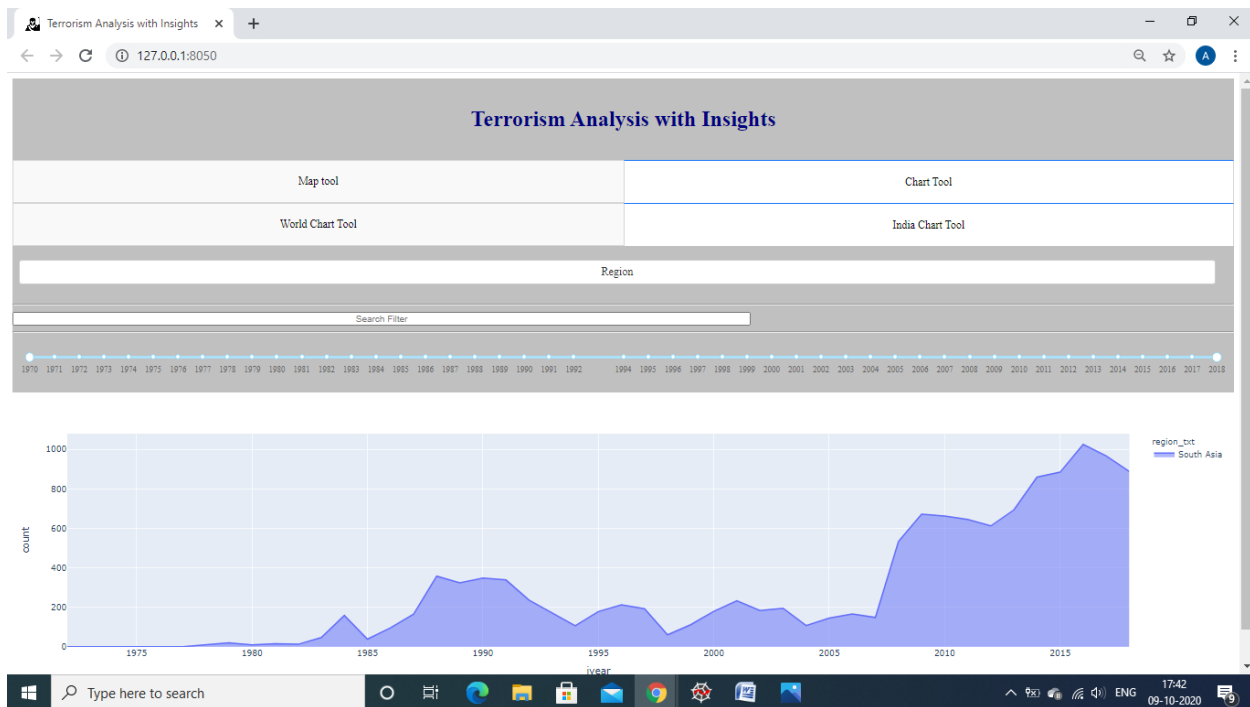 Terrorism Analysis with Insights
127.0.0.1:8050
A
Terrorism Analysis with Insights
Map tool
Chart Tool
World Chart Tool
India Chart Tool
Region
Search Filter
1970 1971 1972 1973 1974 1975 1976 1977 1978 1979 1980 1981 1982 1983 1984 1985 1986 1987 1988 1989 1990 1991 1992 1994 1995 1996 1997 1998 1999 2000 2001 2002 2003 2004 2005 2006 2007 2008 2009 2010 2011 2012 2013 2014 2015 2016 2017 2018
region_txt
South Asia
1000
800
600
400
200
0
count
1975 1980 1985 1990 1995 2000 2005 2010 2015
iyear
Type here to search
ENG
17:42
09-10-2020
9